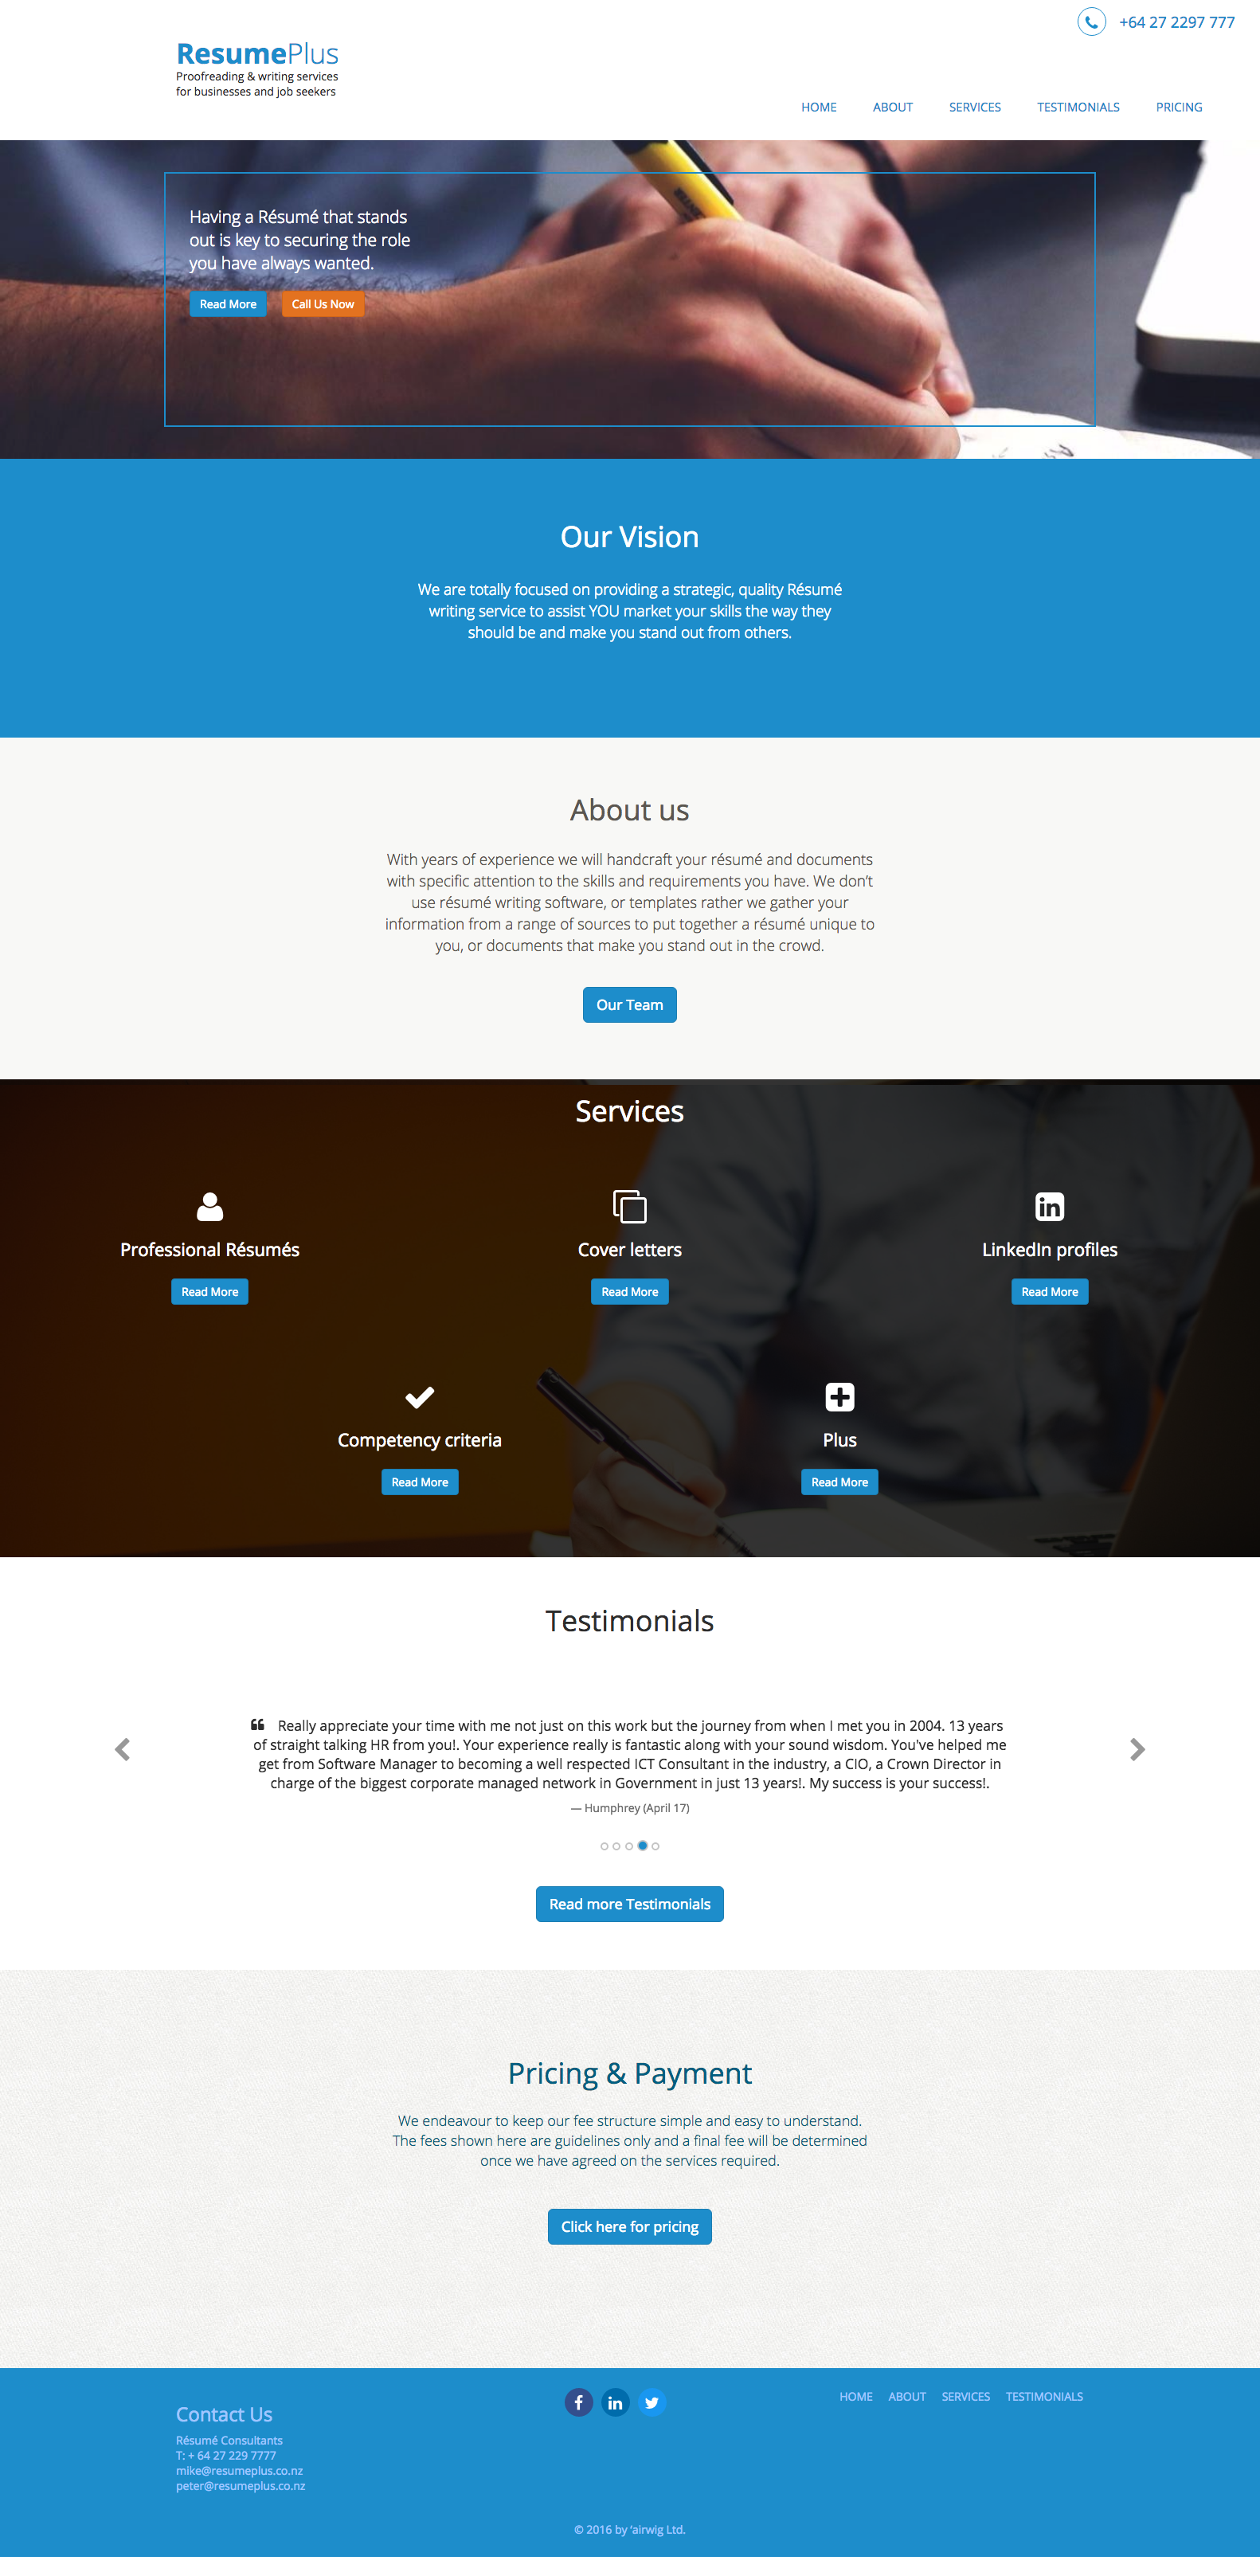 +64 27 2297 777
ResumePlus
Proofreading & writing services
for businesses and job seekers
HOME ABOUT SERVICES TESTIMONIALS PRICING
Having a Résumé that stands
out is key to securing the role
you have always wanted.
Read More Call Us Now
Our Vision
We are totally focused on providing a strategic, quality Résumé
writing service to assist YOU market your skills the way they
should be and make you stand out from others.
About us
With years of experience we will handcraft your résumé and documents
with specific attention to the skills and requirements you have. We don’t
use résumé writing software, or templates rather we gather your
information from a range of sources to put together a résumé unique to
you, or documents that make you stand out in the crowd.
Our Team
Services
Professional Résumés Cover letters LinkedIn profiles
Read More Read More Read More
Competency criteria Plus
Read More Read More
Testimonials
“ Really appreciate your time with me not just on this work but the journey from when I met you in 2004. 13 years
of straight talking HR from you!. Your experience really is fantastic along with your sound wisdom. You've helped me
get from Software Manager to becoming a well respected ICT Consultant in the industry, a CIO, a Crown Director in
charge of the biggest corporate managed network in Government in just 13 years!. My success is your success!.
— Humphrey (April 17)
Read more Testimonials
Pricing & Payment
We endeavour to keep our fee structure simple and easy to understand.
The fees shown here are guidelines only and a final fee will be determined
once we have agreed on the services required.
Click here for pricing
HOME ABOUT SERVICES TESTIMONIALS
Contact Us
Résumé Consultants
T: + 64 27 229 7777
mike@resumeplus.co.nz
peter@resumeplus.co.nz
© 2016 by 'airwig Ltd.